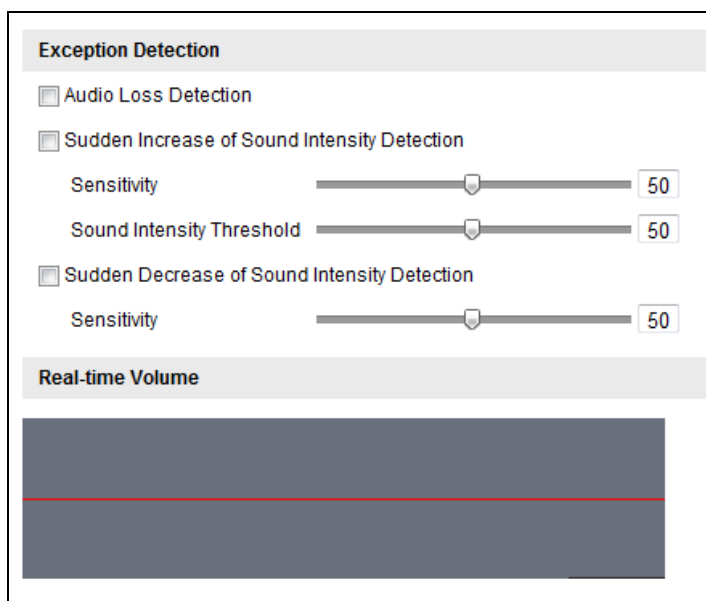 Exception Detection
Audio Loss Detection
Sudden Increase of Sound Intensity Detection
Sensitivity 50
Sound Intensity Threshold 50
Sudden Decrease of Sound Intensity Detection
Sensitivity 50
Real-time Volume